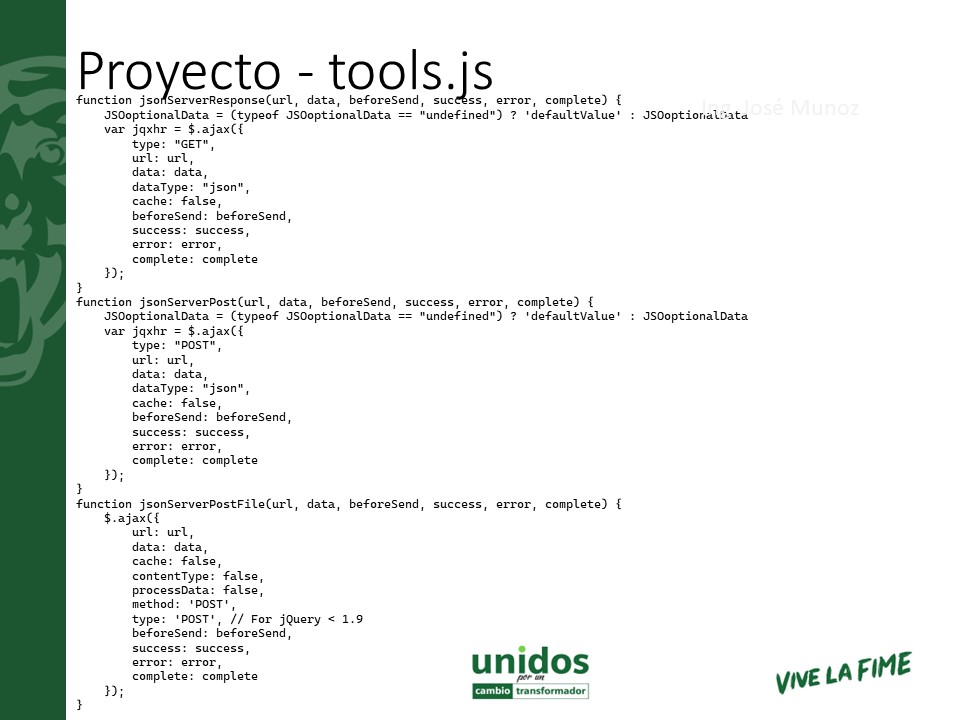 Proyecto - tools.js
Ing. José Munoz
function jsonServerResponse(url, data, beforeSend, success, error, complete) {
    JSOoptionalData = (typeof JSOoptionalData == "undefined") ? 'defaultValue' : JSOoptionalData
    var jqxhr = $.ajax({
        type: "GET",
        url: url,
        data: data,
        dataType: "json",
        cache: false,
        beforeSend: beforeSend,
        success: success,
        error: error,
        complete: complete
    });
}
function jsonServerPost(url, data, beforeSend, success, error, complete) {
    JSOoptionalData = (typeof JSOoptionalData == "undefined") ? 'defaultValue' : JSOoptionalData
    var jqxhr = $.ajax({
        type: "POST",
        url: url,
        data: data,
        dataType: "json",
        cache: false,
        beforeSend: beforeSend,
        success: success,
        error: error,
        complete: complete
    });
}
function jsonServerPostFile(url, data, beforeSend, success, error, complete) {
    $.ajax({
        url: url,
        data: data,
        cache: false,
        contentType: false,
        processData: false,
        method: 'POST',
        type: 'POST', // For jQuery < 1.9
        beforeSend: beforeSend,
        success: success,
        error: error,
        complete: complete
    });
}
unidos
por un
cambio transformador
VIVE LA FIME